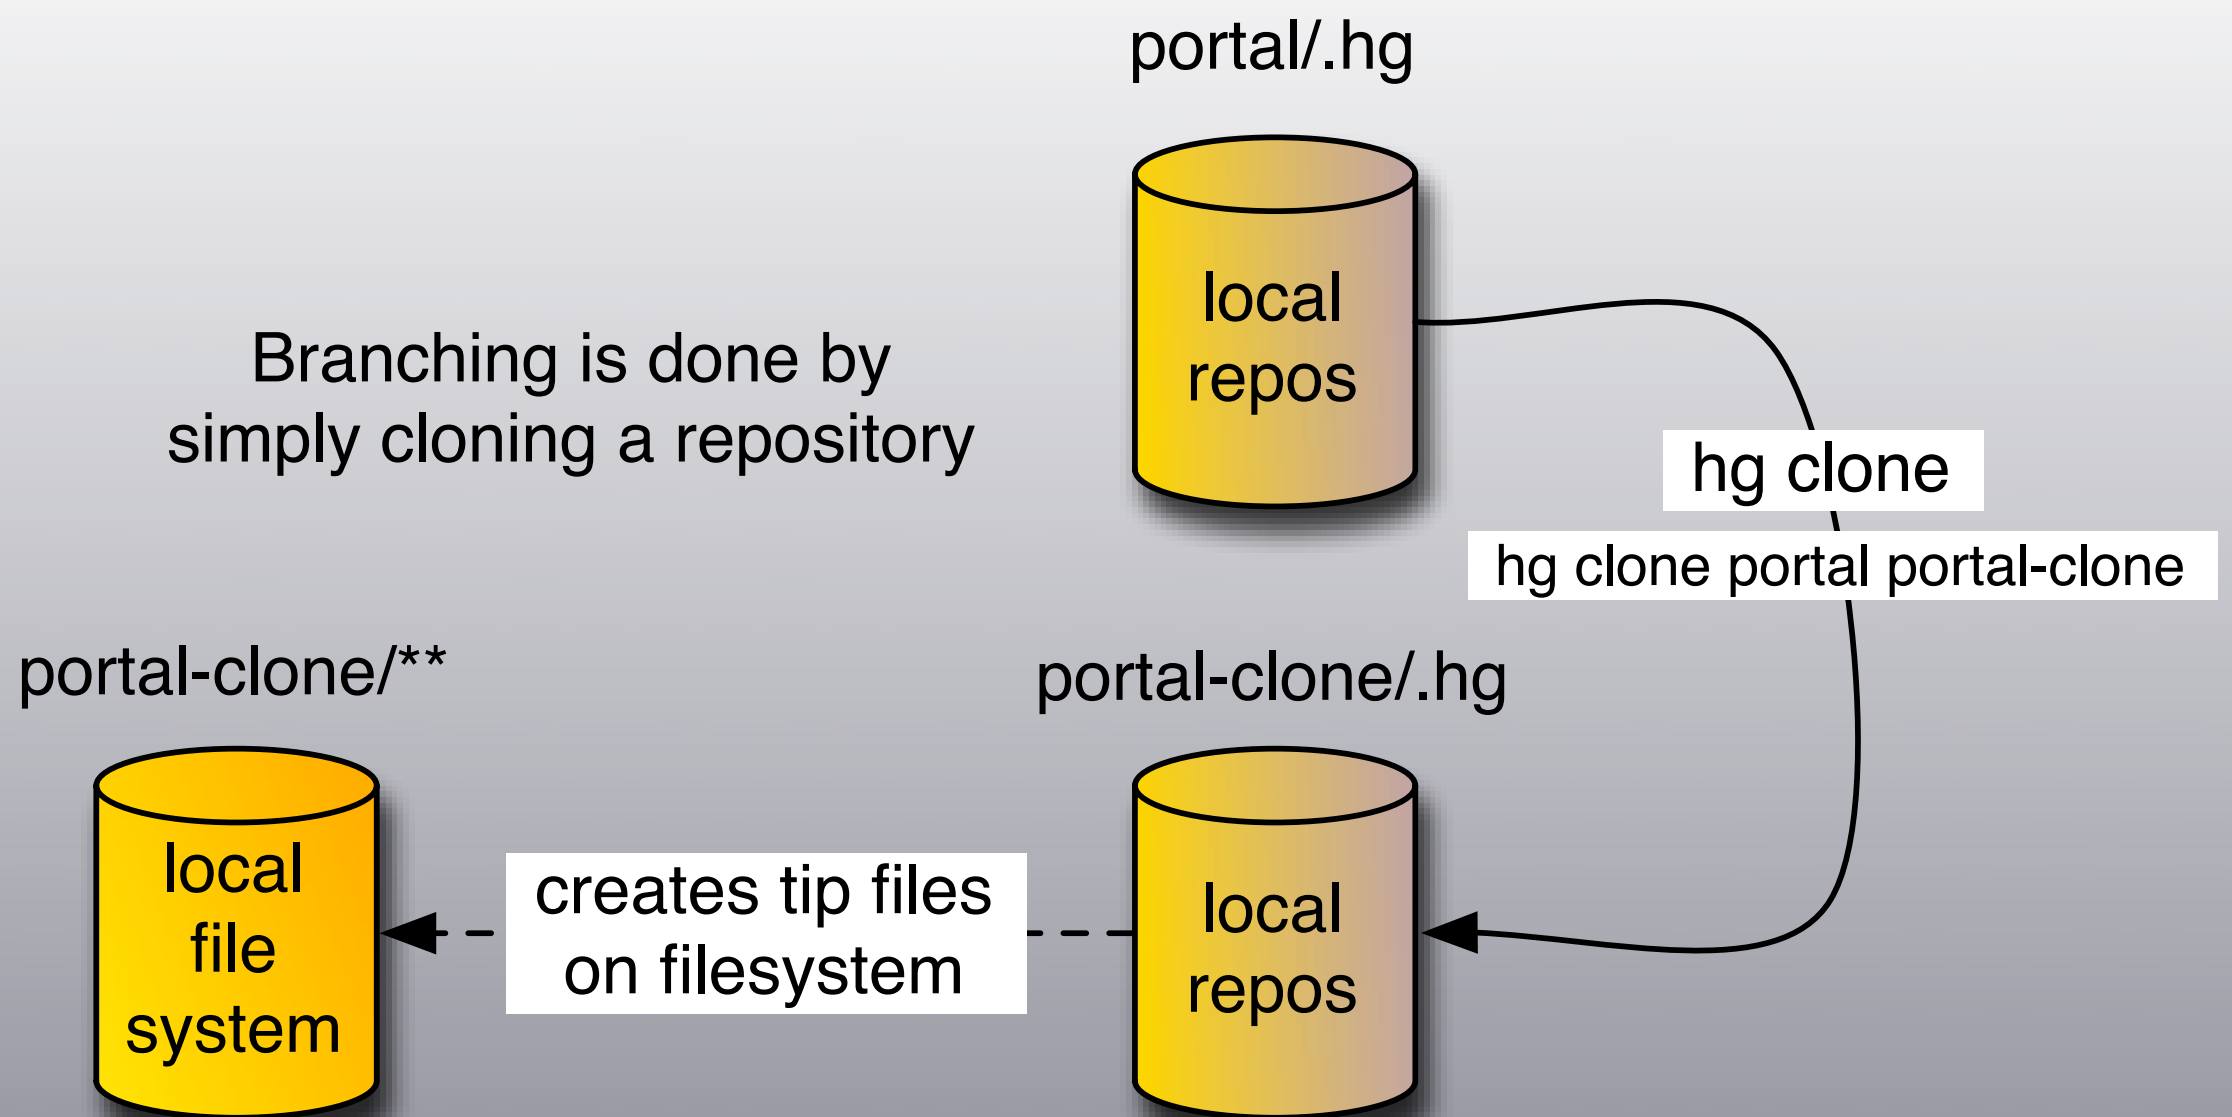 portal/.hg
local
repos
Branching is done by
simply cloning a repository
hg clone
hg clone portal portal-clone
portal-clone/**
portal-clone/.hg
local
file
system
creates tip files
on filesystem
local
repos